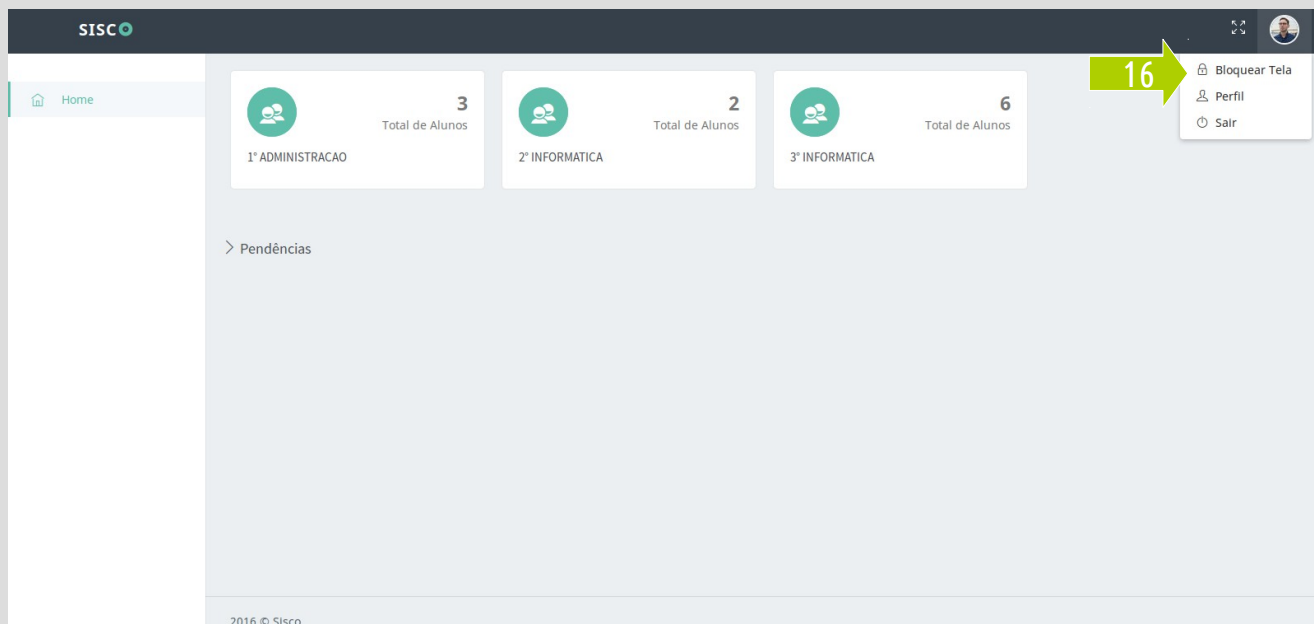 SISCO
16
Bloquear Tela
Perfil
Sair
Home
3
Total de Alunos
1° ADMINISTRACAO
2
Total de Alunos
2° INFORMATICA
6
Total de Alunos
3° INFORMATICA
Pendências
2016 © Sisco